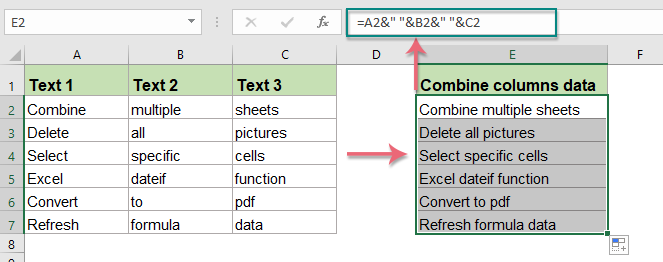 E2 fx =A2&" "&B2&" "&C2
A B C D E F
1 Text 1 Text 2 Text 3 Combine columns data
2 Combine multiple sheets Combine multiple sheets
3 Delete all pictures Delete all pictures
4 Select specific cells Select specific cells
5 Excel dateif function Excel dateif function
6 Convert to pdf Convert to pdf
7 Refresh formula data Refresh formula data
8